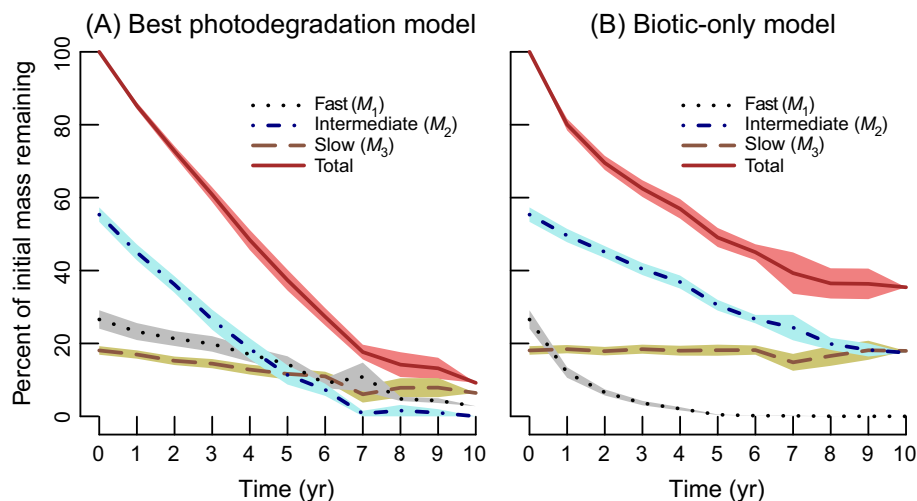 (A) Best photodegradation model
(B) Biotic-only model
Percent of initial mass remaining
100
80
60
40
20
0
Fast (M1)
Intermediate (M2)
Slow (M3)
Total
Fast (M1)
Intermediate (M2)
Slow (M3)
Total
0 1 2 3 4 5 6 7 8 9 10
0 1 2 3 4 5 6 7 8 9 10
Time (yr)
Time (yr)